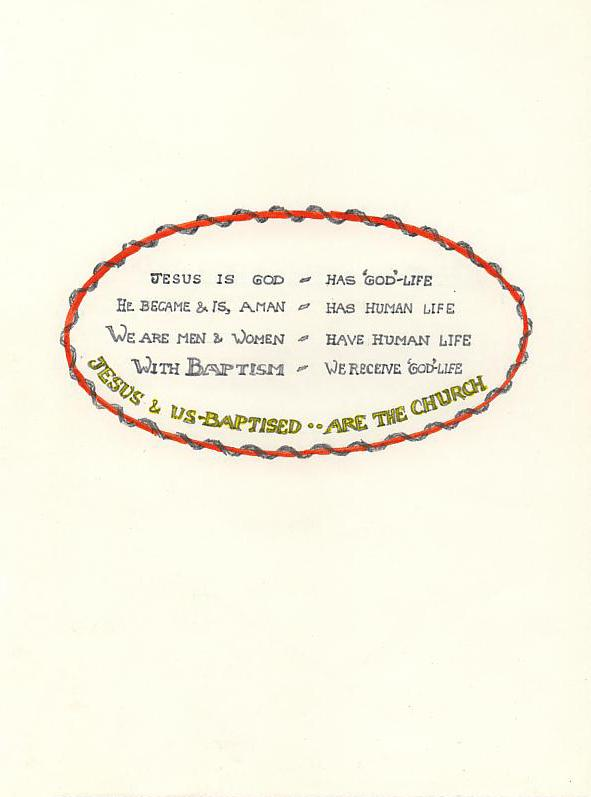 JESUS IS GOD - HAS 'GOD'-LIFE
HE BECAME & IS, A MAN - HAS HUMAN LIFE
WE ARE MEN & WOMEN - HAVE HUMAN LIFE
WITH BAPTISM - WE RECEIVE 'GOD'-LIFE
JESUS & US-BAPTISED ·· ARE THE CHURCH